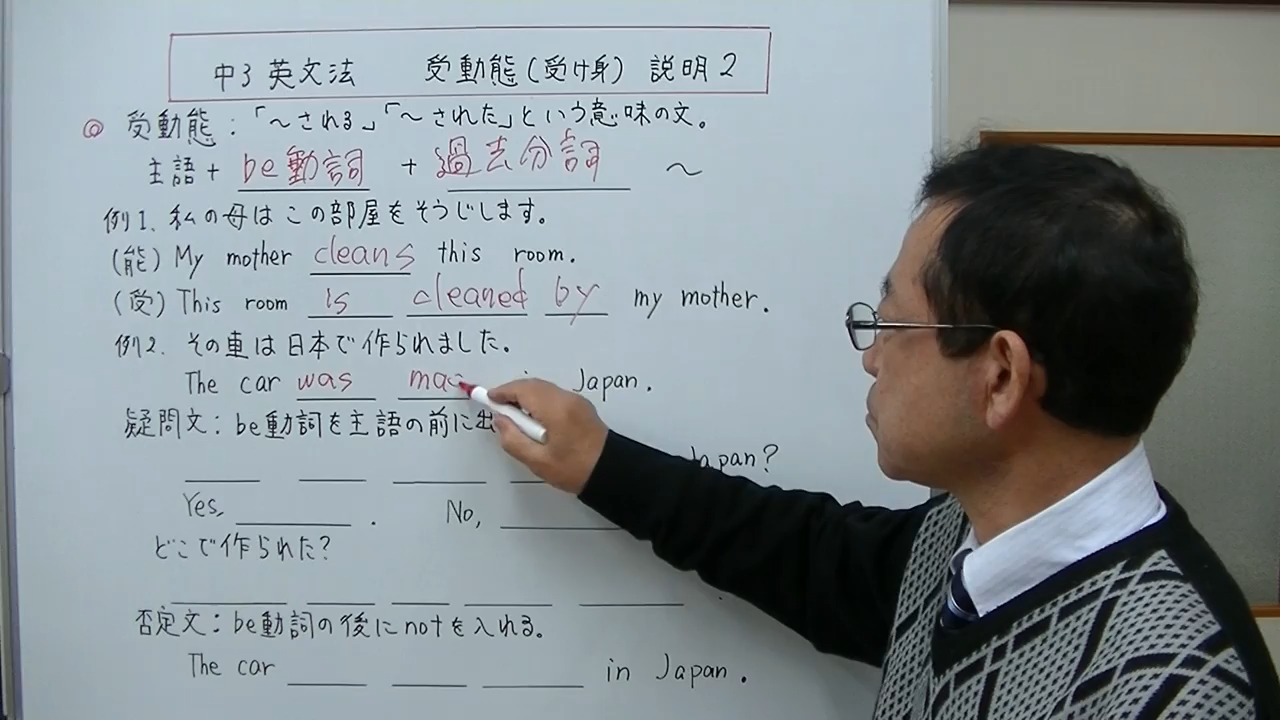 中3 英文法　受動態(受け身) 説明2
◎ 受動態:「～される」「～された」という意味の文。
主語 + be動詞 + 過去分詞 ～
例1. 私の母はこの部屋をそうじします。
(能) My mother cleans this room.
(受) This room is cleaned by my mother.
例2. その車は日本で作られました。
The car was mad Japan.
疑問文: be動詞を主語の前に出
Japan?
Yes, . No,
どこで作られた?
否定文: be動詞の後にnotを入れる。
The car in Japan.